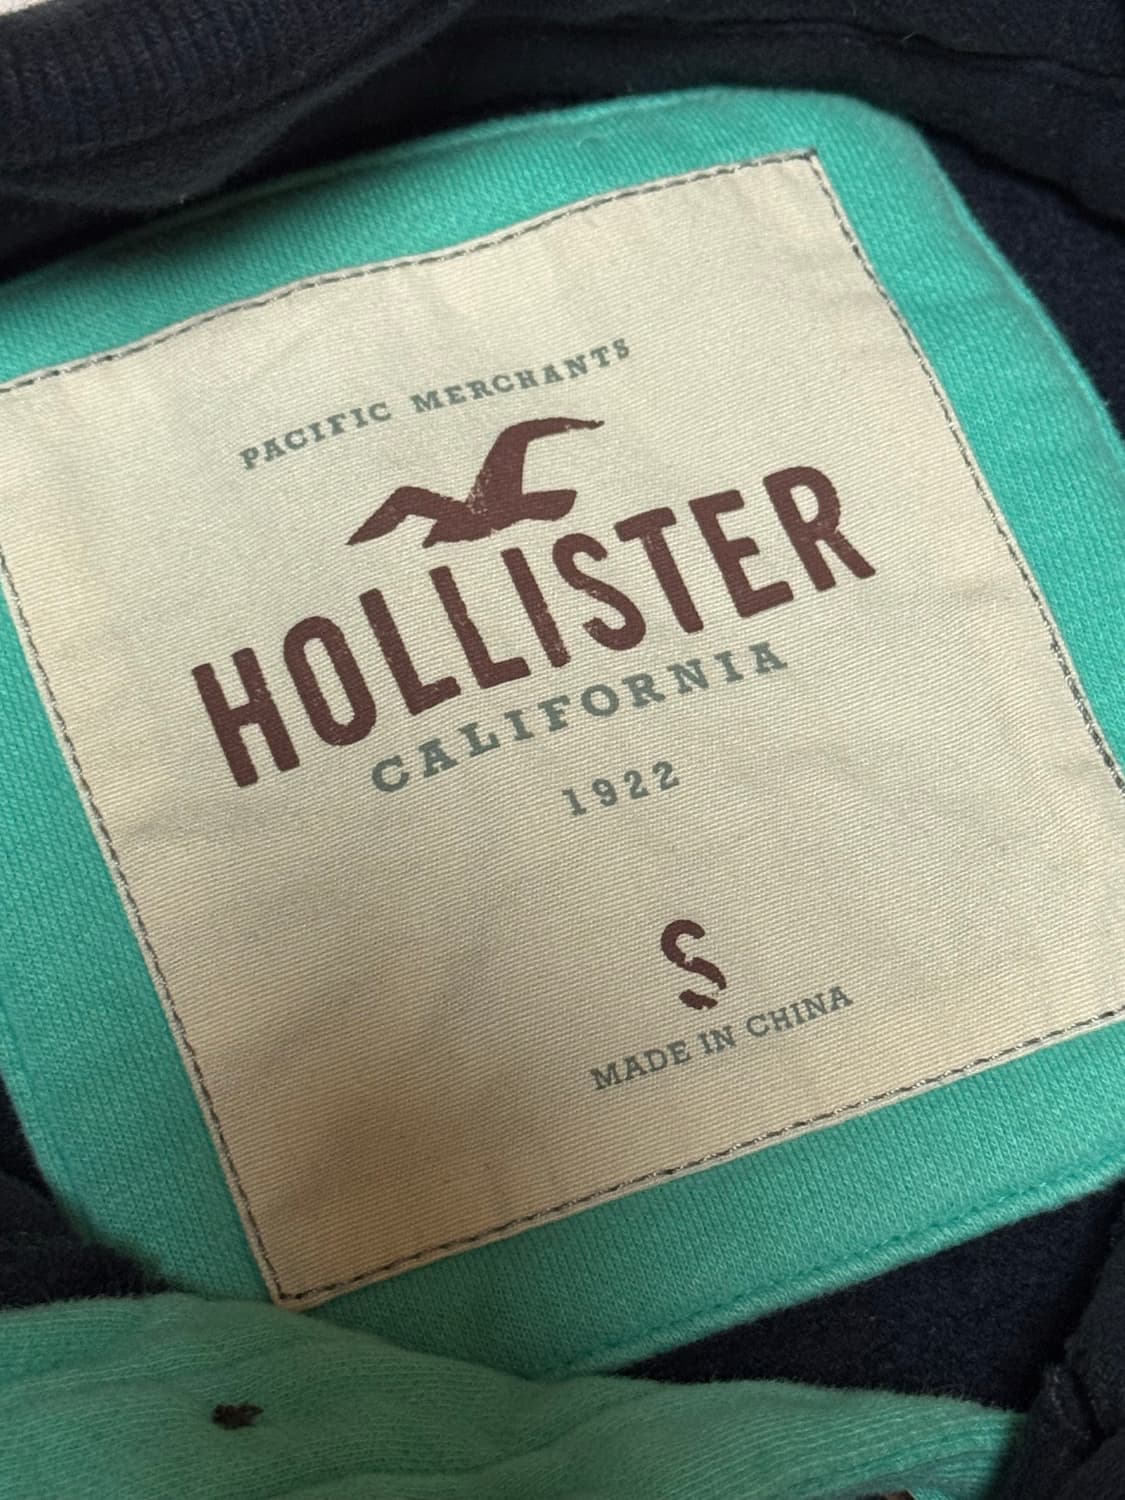 PACIFIC MERCHANTS
HOLLISTER
CALIFORNIA
1922
S
MADE IN CHINA